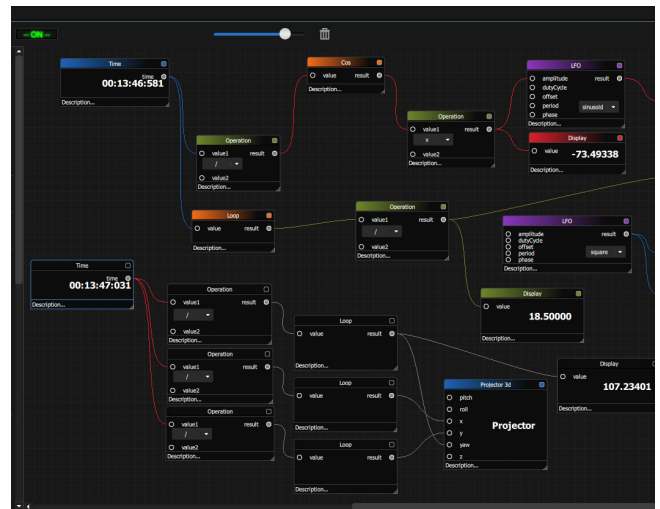 — ON —
Time
time
00:13:46:581
Description...
Cos
value result
Description...
LFO
amplitude result
dutyCycle
offset
period
sinusoid
phase
Description...
Operation
value1 result
/
value2
Description...
Operation
value1 result
x
value2
Description...
Display
value
-73.49338
Description...
Loop
value result
Description...
Operation
value1 result
/
value2
Description...
LFO
amplitude result
dutyCycle
offset
period
square
phase
Description...
Time
time
00:13:47:031
Description...
Operation
value1 result
/
value2
Description...
Display
value
18.50000
Description...
Loop
value result
Description...
Operation
value1 result
/
value2
Description...
Display
value
107.23401
Description...
Loop
value result
Description...
Projector 3d
pitch
roll
x
y
yaw
z
Projector
Description...
Operation
value1 result
/
value2
Description...
Loop
value result
Description...